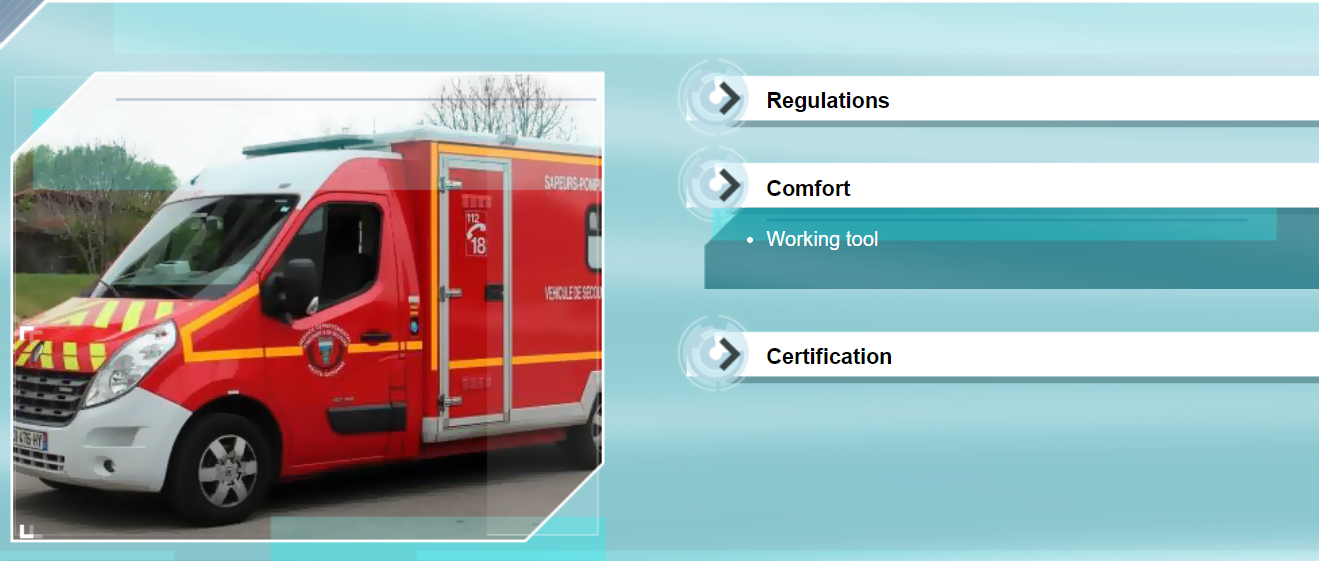 Regulations
Comfort
• Working tool
Certification
SAPEURS-POMPI
112
18
VEHICULE DE SECOU